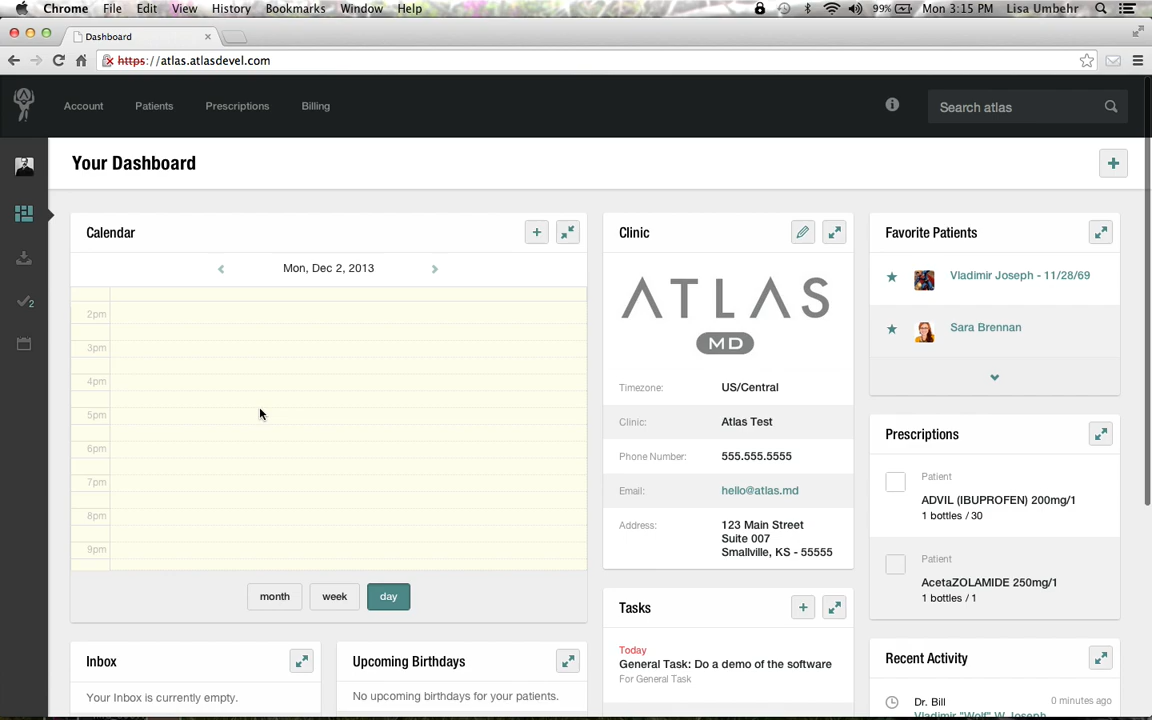 Chrome File Edit View History Bookmarks Window Help 99% Mon 3:15 PM Lisa Umbehr
Dashboard
https://atlas.atlasdevel.com
Account Patients Prescriptions Billing Search atlas
Your Dashboard
2
Calendar
Mon, Dec 2, 2013
2pm
3pm
4pm
5pm
6pm
7pm
8pm
9pm
month week day
Inbox
Your Inbox is currently empty.
Upcoming Birthdays
No upcoming birthdays for your patients.
Clinic
ATLAS
MD
Timezone: US/Central
Clinic: Atlas Test
Phone Number: 555.555.5555
Email: hello@atlas.md
Address: 123 Main Street
Suite 007
Smallville, KS - 55555
Tasks
Today
General Task: Do a demo of the software
For General Task
Favorite Patients
Vladimir Joseph - 11/28/69
Sara Brennan
Prescriptions
Patient
ADVIL (IBUPROFEN) 200mg/1
1 bottles / 30
Patient
AcetaZOLAMIDE 250mg/1
1 bottles / 1
Recent Activity
Dr. Bill 0 minutes ago
Vladimir "Wolf" W Joseph